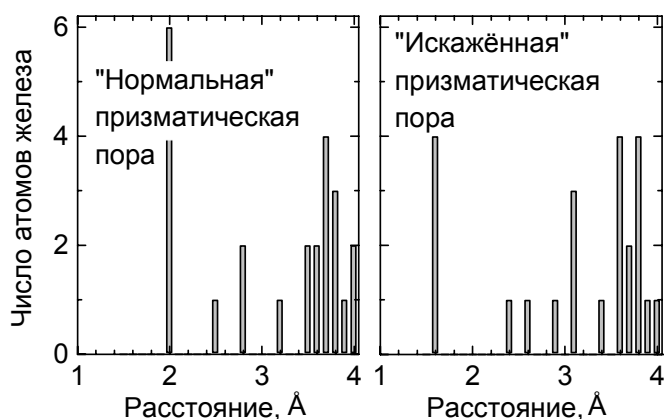 "Нормальная"
призматическая
пора
"Искажённая"
призматическая
пора
Число атомов железа
6
4
2
0
1
2
3
4
1
2
3
4
Расстояние, Å
Расстояние, Å